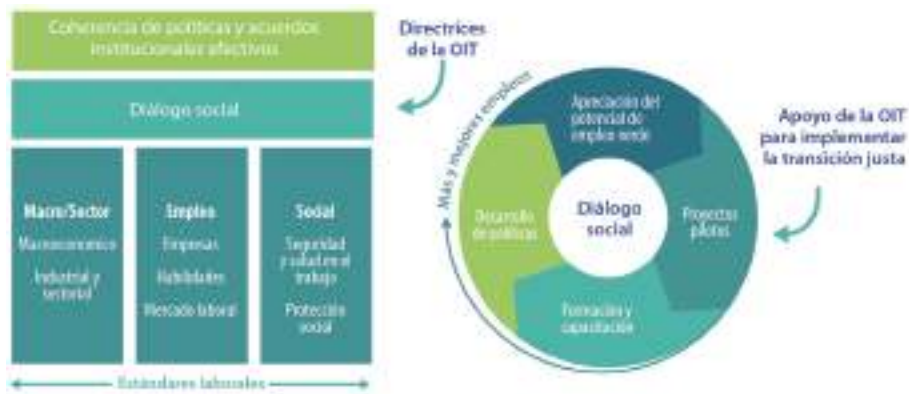 Coherencia de políticas y acuerdos
institucionales efectivos
Diálogo social
Macro/Sector
Macroeconómico
Industrial y
sectorial
Empleo
Empresas
Habilidades
Mercado laboral
Social
Seguridad
y salud en el
trabajo
Protección
social
Estándares laborales
Directrices
de la OIT
Más y mejores empleos
Apreciación del
potencial de
empleo verde
Desarrollo
de políticas
Diálogo
social
Proyectos
pilotos
Formación y
capacitación
Apoyo de la OIT
para implementar
la transición justa